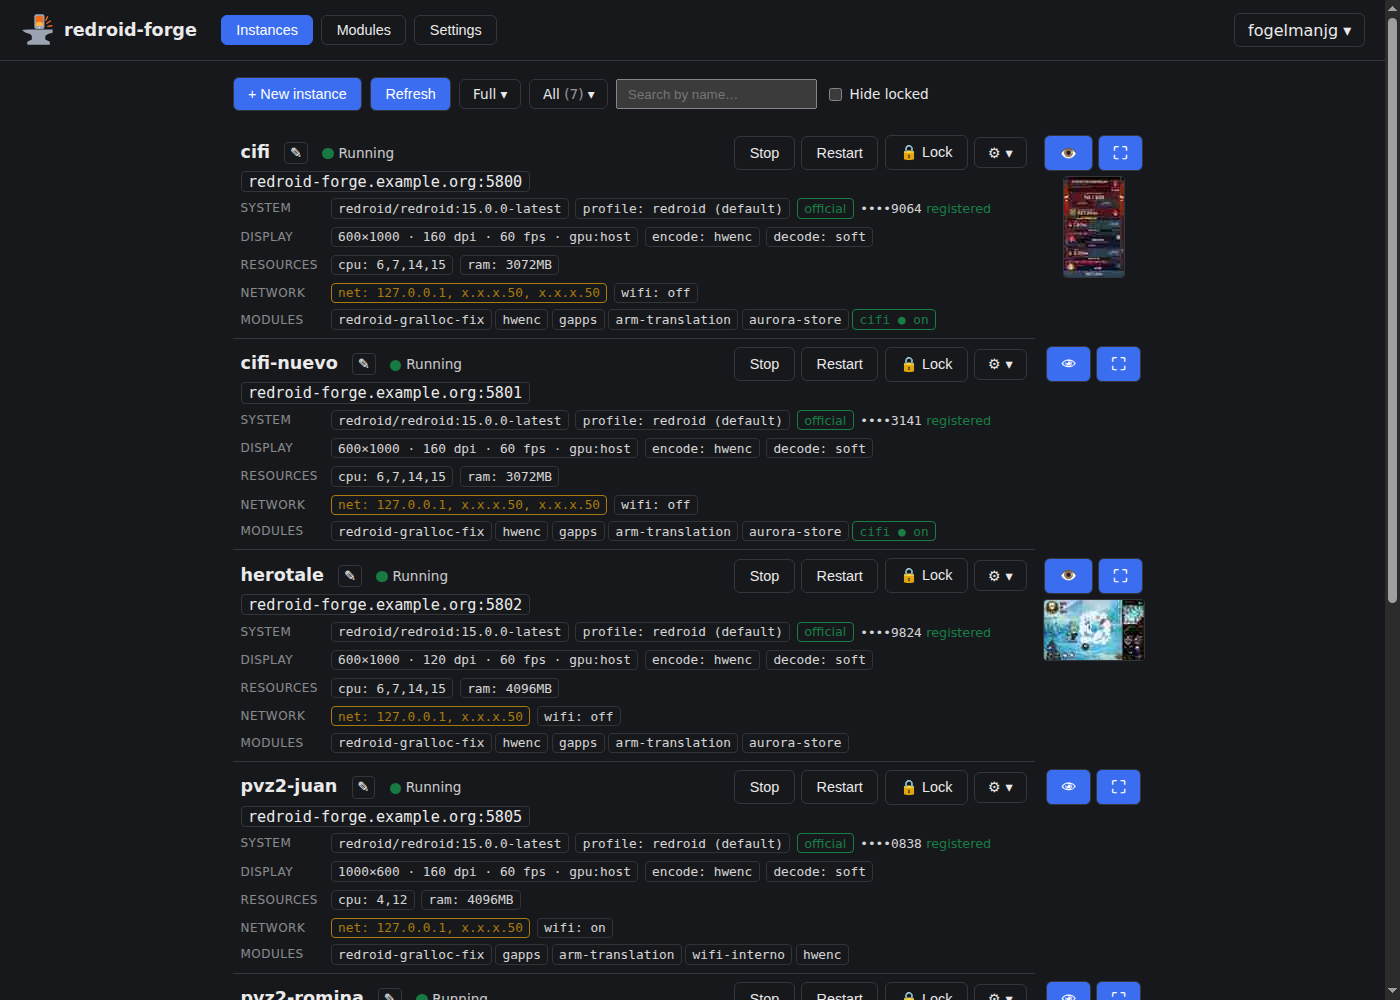 redroid-forge Instances Modules Settings fogelmanjg ▾
+ New instance Refresh Full ▾ All (7) ▾ Search by name… Hide locked
cifi ✎ Running Stop Restart 🔒 Lock ⚙ ▾
redroid-forge.example.org:5800
SYSTEM redroid/redroid:15.0.0-latest profile: redroid (default) official ••••9064 registered
DISPLAY 600×1000 · 160 dpi · 60 fps · gpu:host encode: hwenc decode: soft
RESOURCES cpu: 6,7,14,15 ram: 3072MB
NETWORK net: 127.0.0.1, x.x.x.50, x.x.x.50 wifi: off
MODULES redroid-gralloc-fix hwenc gapps arm-translation aurora-store cifi ● on
cifi-nuevo ✎ Running Stop Restart 🔒 Lock ⚙ ▾
redroid-forge.example.org:5801
SYSTEM redroid/redroid:15.0.0-latest profile: redroid (default) official ••••3141 registered
DISPLAY 600×1000 · 160 dpi · 60 fps · gpu:host encode: hwenc decode: soft
RESOURCES cpu: 6,7,14,15 ram: 3072MB
NETWORK net: 127.0.0.1, x.x.x.50, x.x.x.50 wifi: off
MODULES redroid-gralloc-fix hwenc gapps arm-translation aurora-store cifi ● on
herotale ✎ Running Stop Restart 🔒 Lock ⚙ ▾
redroid-forge.example.org:5802
SYSTEM redroid/redroid:15.0.0-latest profile: redroid (default) official ••••9824 registered
DISPLAY 600×1000 · 120 dpi · 60 fps · gpu:host encode: hwenc decode: soft
RESOURCES cpu: 6,7,14,15 ram: 4096MB
NETWORK net: 127.0.0.1, x.x.x.50 wifi: off
MODULES redroid-gralloc-fix hwenc gapps arm-translation aurora-store
pvz2-juan ✎ Running Stop Restart 🔒 Lock ⚙ ▾
redroid-forge.example.org:5805
SYSTEM redroid/redroid:15.0.0-latest profile: redroid (default) official ••••0838 registered
DISPLAY 1000×600 · 160 dpi · 60 fps · gpu:host encode: hwenc decode: soft
RESOURCES cpu: 4,12 ram: 4096MB
NETWORK net: 127.0.0.1, x.x.x.50 wifi: on
MODULES redroid-gralloc-fix gapps arm-translation wifi-interno hwenc
pvz2-romina ✎ Running Stop Restart 🔒 Lock ⚙ ▾